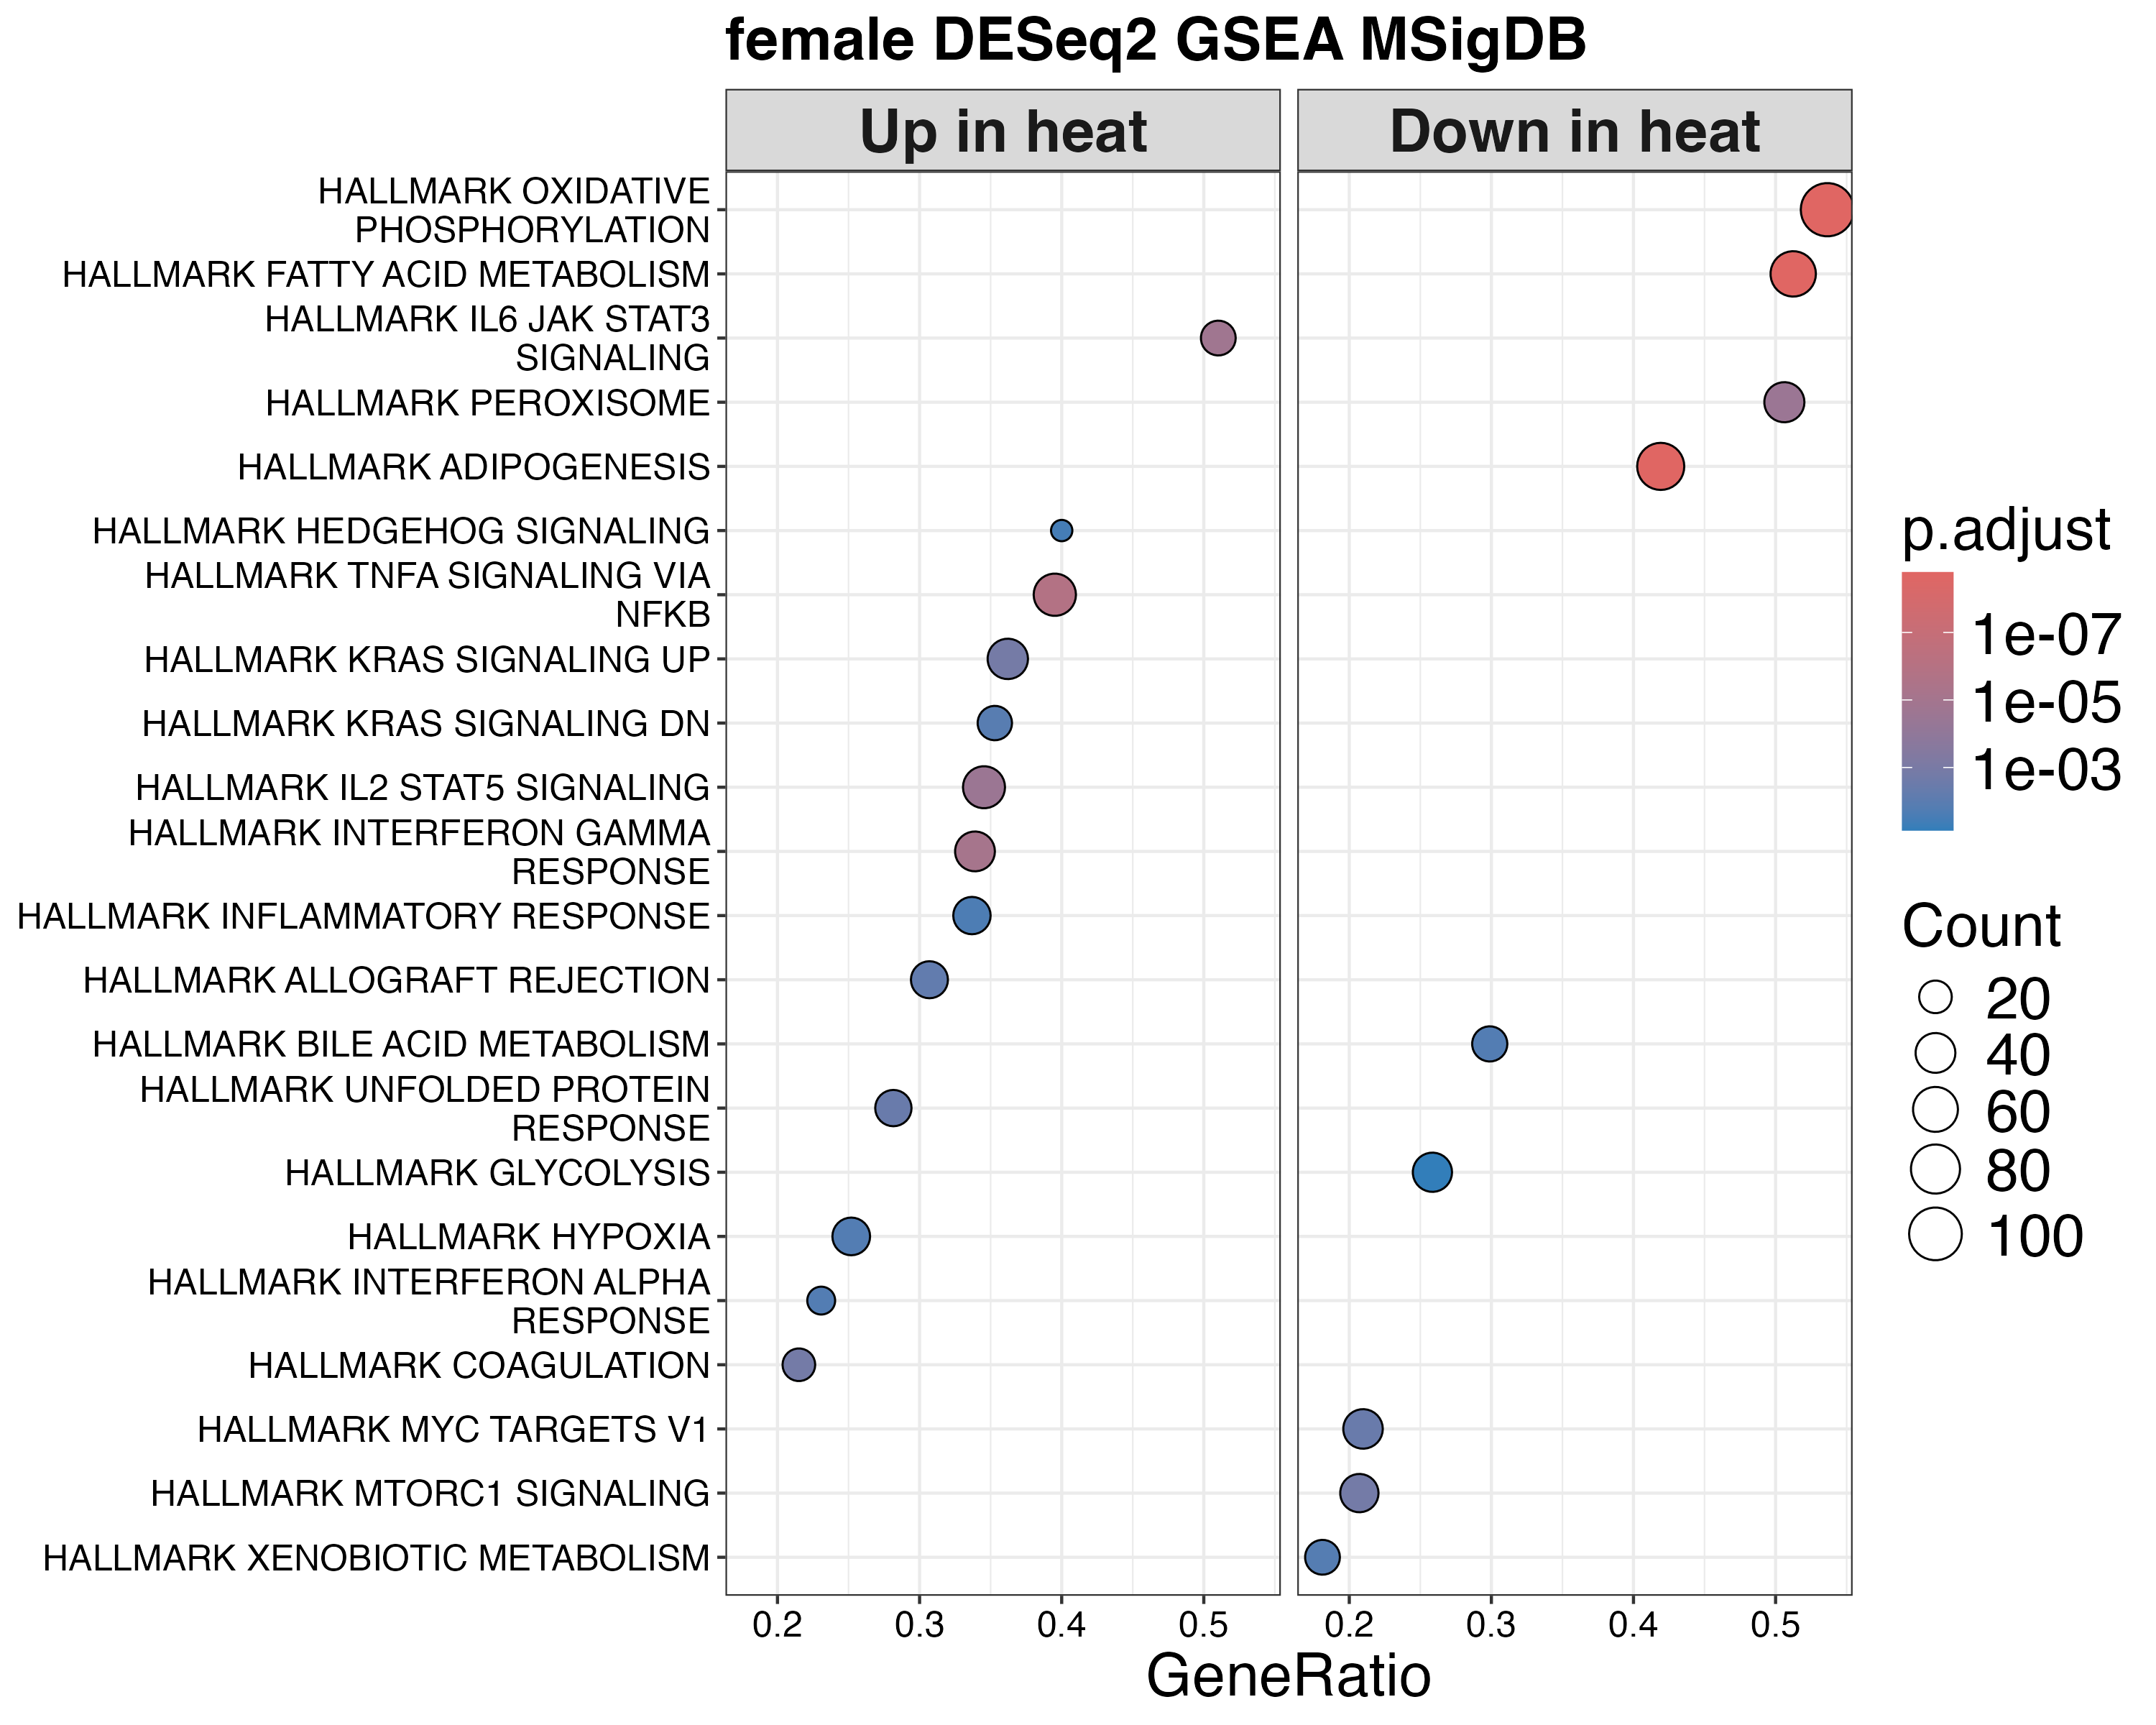 female DESeq2 GSEA MSigDB
Up in heat
Down in heat
HALLMARK OXIDATIVE
PHOSPHORYLATION
HALLMARK FATTY ACID METABOLISM
HALLMARK IL6 JAK STAT3
SIGNALING
HALLMARK PEROXISOME
HALLMARK ADIPOGENESIS
HALLMARK HEDGEHOG SIGNALING
HALLMARK TNFA SIGNALING VIA
NFKB
HALLMARK KRAS SIGNALING UP
HALLMARK KRAS SIGNALING DN
HALLMARK IL2 STAT5 SIGNALING
HALLMARK INTERFERON GAMMA
RESPONSE
HALLMARK INFLAMMATORY RESPONSE
HALLMARK ALLOGRAFT REJECTION
HALLMARK BILE ACID METABOLISM
HALLMARK UNFOLDED PROTEIN
RESPONSE
HALLMARK GLYCOLYSIS
HALLMARK HYPOXIA
HALLMARK INTERFERON ALPHA
RESPONSE
HALLMARK COAGULATION
HALLMARK MYC TARGETS V1
HALLMARK MTORC1 SIGNALING
HALLMARK XENOBIOTIC METABOLISM
0.2 0.3 0.4 0.5
0.2 0.3 0.4 0.5
GeneRatio
p.adjust
1e-07
1e-05
1e-03
Count
20
40
60
80
100